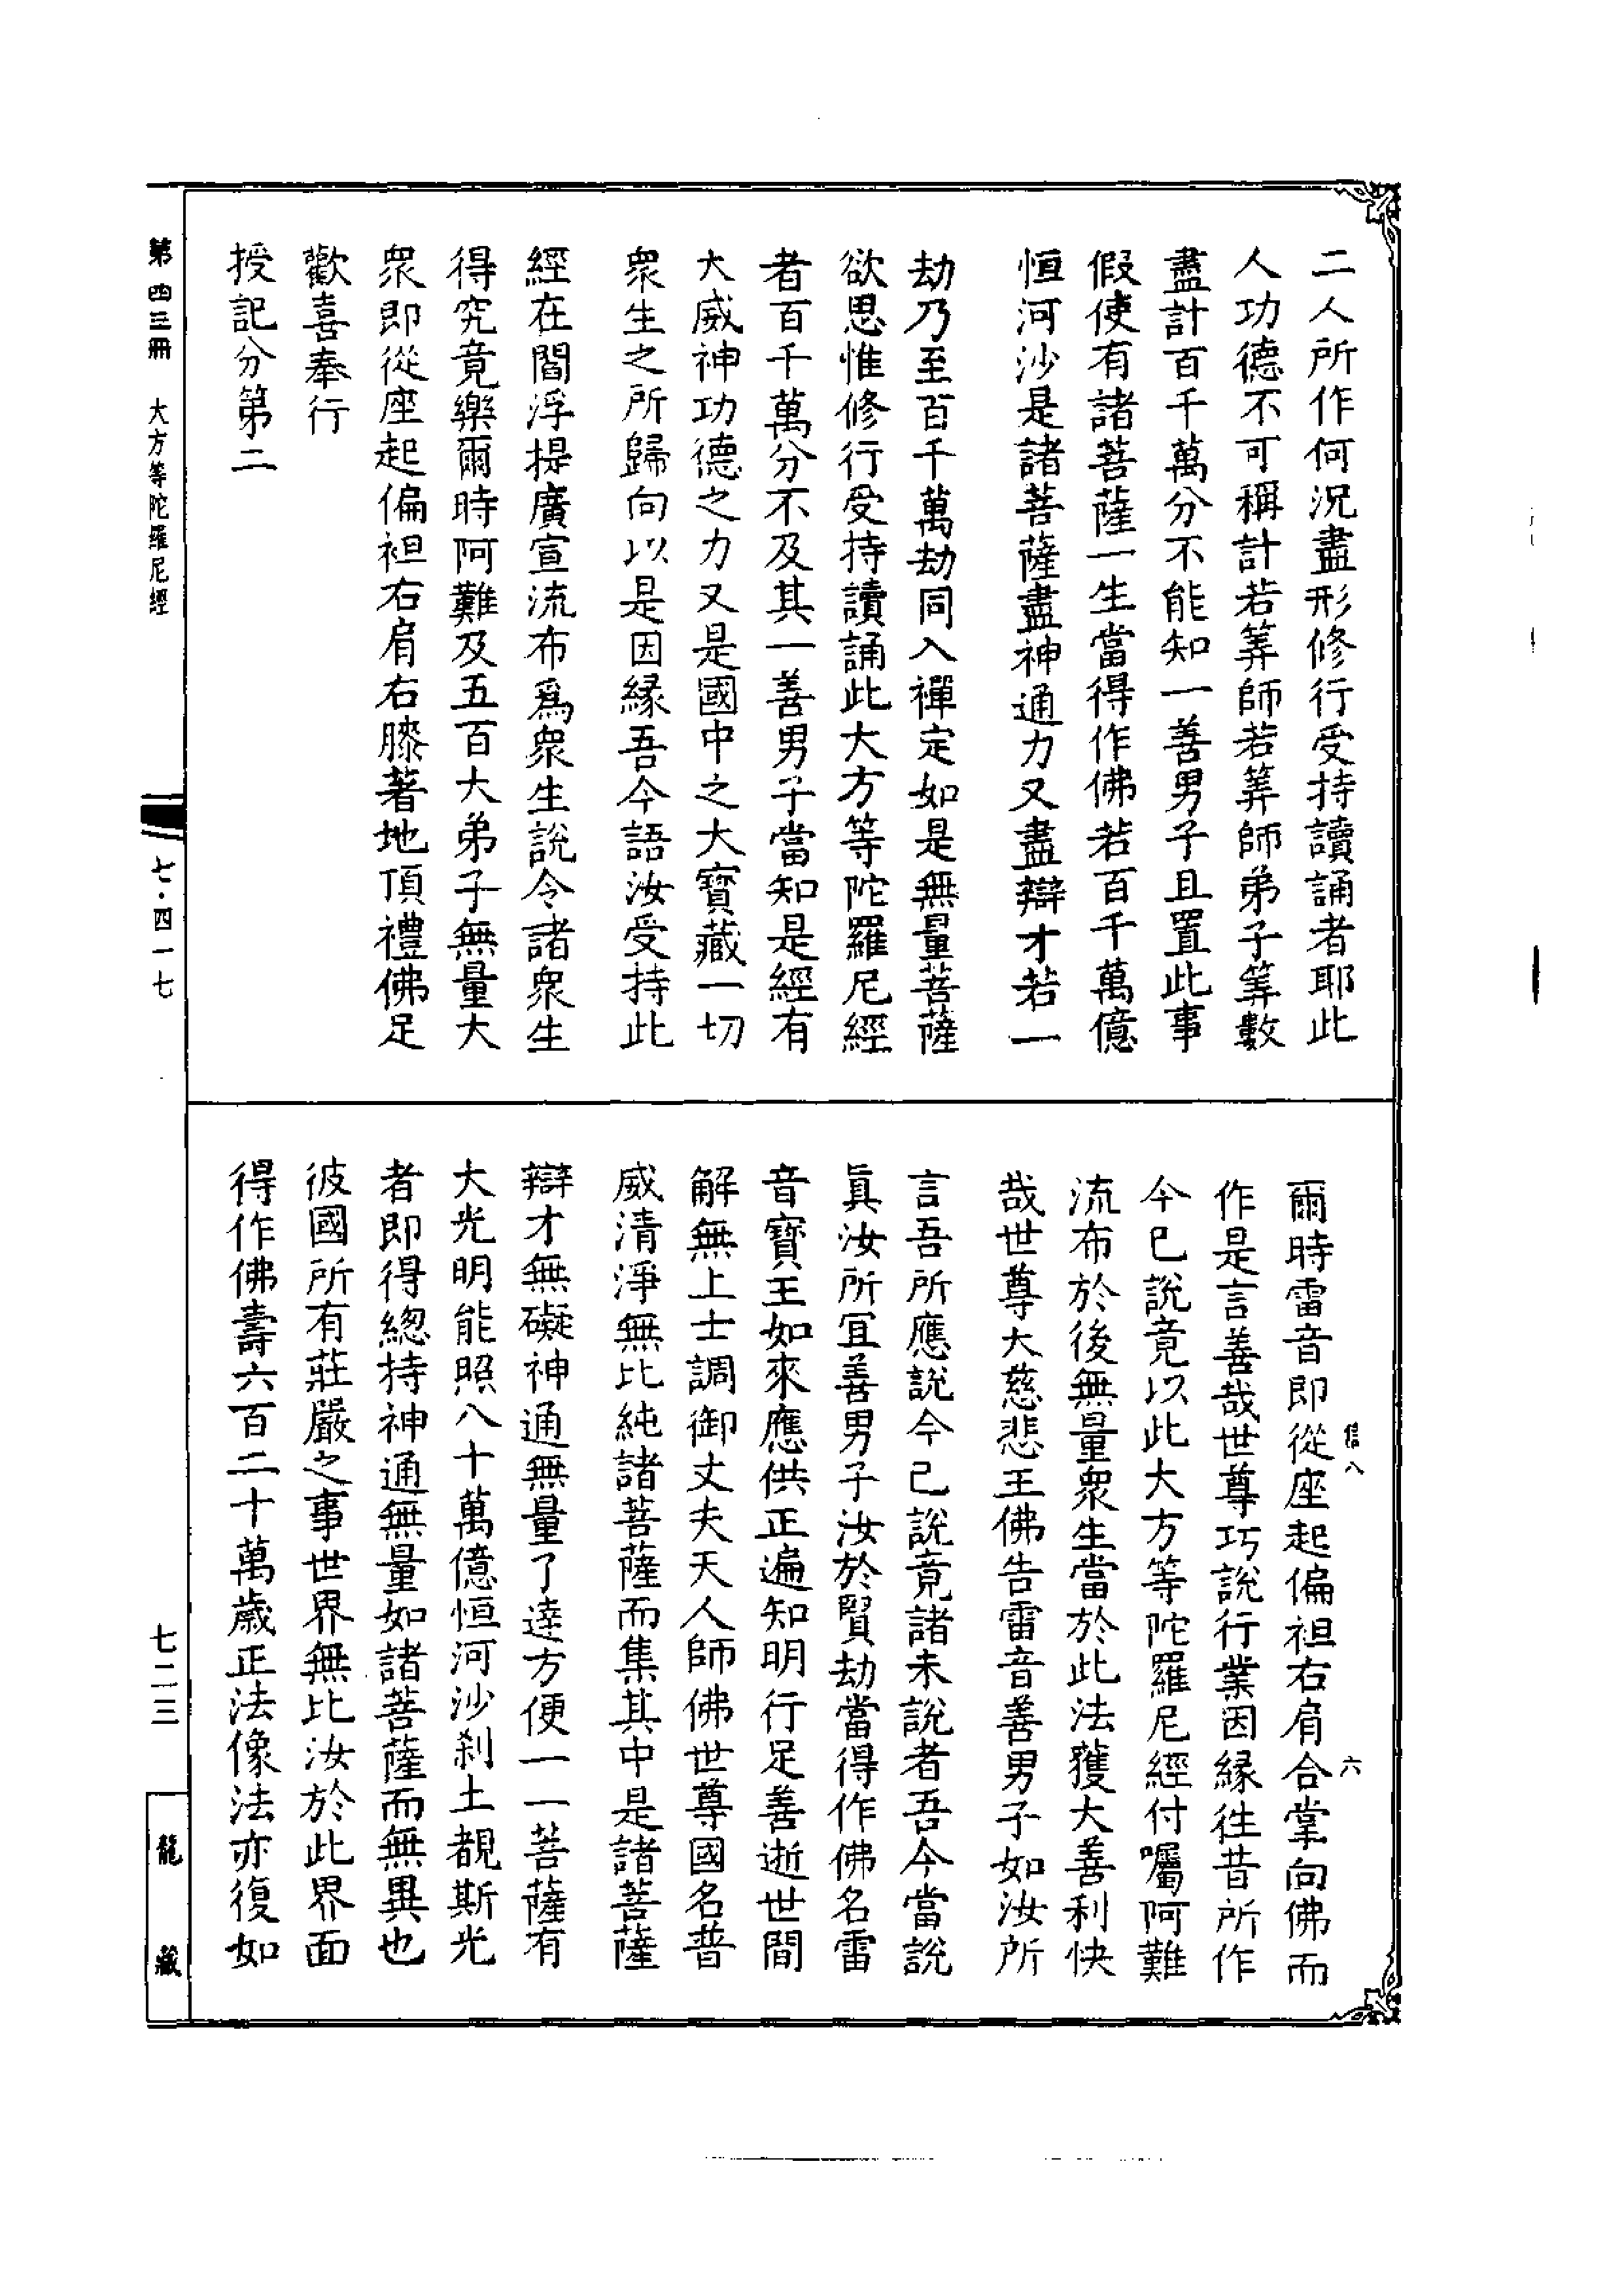 二人所作何況盡形修行受持讀誦者耶此
人功德不可稱計若筭師若筭師弟子筭數
盡計百千萬分不能知一善男子且置此事
假使有諸菩薩一生當得作佛若百千萬億
恒河沙是諸菩薩盡神通力又盡辯才若一
劫乃至百千萬劫同入禪定如是無量菩薩
欲思惟修行受持讀誦此大方等陀羅尼經
者百千萬分不及其一善男子當知是經有
大威神功德之力又是國中之大寶藏一切
衆生之所歸向以是因緣吾今語汝受持此
經在閻浮提廣宣流布爲衆生說令諸衆生
得究竟樂爾時阿難及五百大弟子無量大
衆即從座起偏袒右肩右膝著地頂禮佛足
歡喜奉行
授記分第二
爾時雷音即從座起偏袒右肩合掌向佛而
作是言善哉世尊巧說行業因緣往昔所作
今已說竟以此大方等陀羅尼經付囑阿難
流布於後無量衆生當於此法獲大善利快
哉世尊大慈悲王佛告雷音善男子如汝所
言吾所應說今已說竟諸未說者吾今當說
眞汝所冝善男子汝於賢劫當得作佛名雷
音寶王如來應供正遍知明行足善逝世間
解無上士調御丈夫天人師佛世尊國名普
威清淨無比純諸菩薩而集其中是諸菩薩
辯才無礙神通無量了達方便一一菩薩有
大光明能照八十萬億恒河沙刹土覩斯光
者即得總持神通無量如諸菩薩而無異也
彼國所有莊嚴之事世界無比汝於此界面
得作佛壽六百二十萬歲正法像法亦復如
信八
六
第四三冊 大方等陀羅尼經
七·四一七
七二三
龍藏